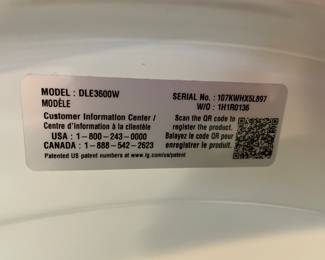 MODEL : DLE3600W
MODÈLE
Customer Information Center /
Centre d'information à la clientèle
USA : 1-800-243-0000
CANADA : 1-888-542-2623
Patented US patent numbers at www.lg.com/us/patent
SERIAL No. : 107KWHX5L897
W/O : 1H1R0136
Scan the QR code to
register the product.
Balayez le code QR pour
enregistrer le produit.